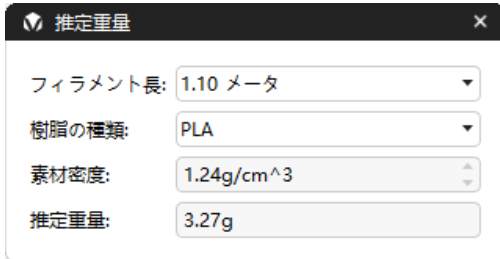 推定重量
フィラメント長: 1.10 メータ
樹脂の種類: PLA
素材密度: 1.24g/cm^3
推定重量: 3.27g